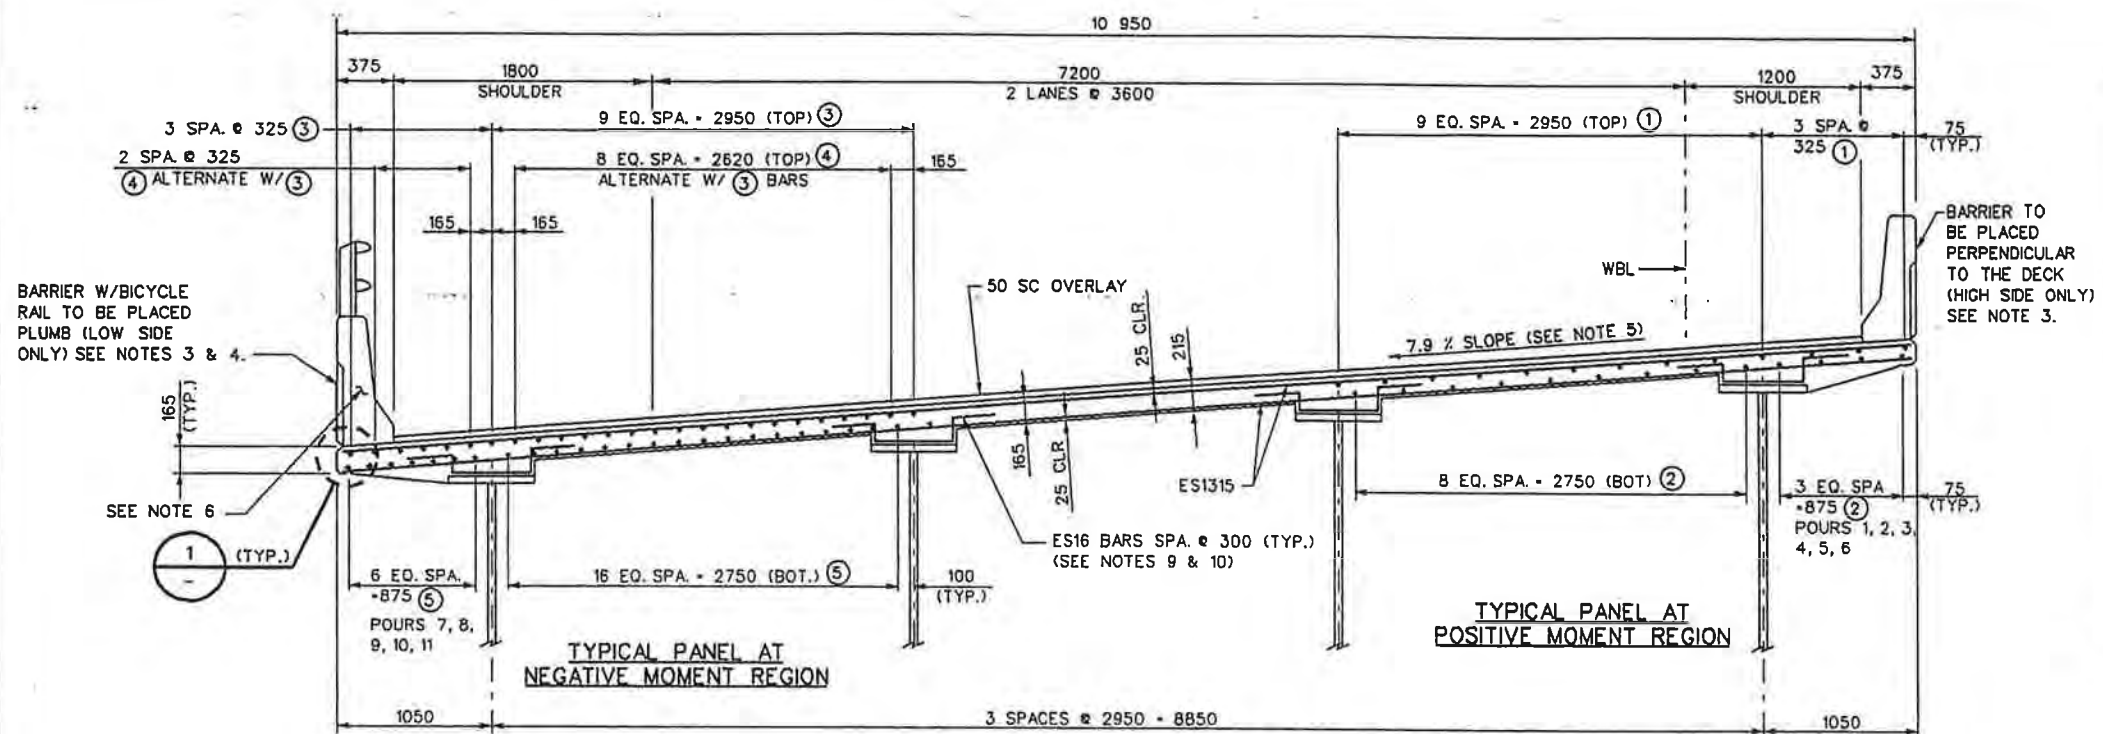 10 950
375
1800
SHOULDER
7200
2 LANES @ 3600
1200
SHOULDER
375
3 SPA. @ 325 ③
9 EQ. SPA. = 2950 (TOP) ③
9 EQ. SPA. = 2950 (TOP) ①
3 SPA. @
325 ①
75
(TYP.)
2 SPA. @ 325
④ ALTERNATE W/ ③
8 EQ. SPA. = 2620 (TOP) ④
ALTERNATE W/ ③ BARS
165
165
165
BARRIER TO
BE PLACED
PERPENDICULAR
TO THE DECK
(HIGH SIDE ONLY)
SEE NOTE 3.
WBL
BARRIER W/BICYCLE
RAIL TO BE PLACED
PLUMB (LOW SIDE
ONLY) SEE NOTES 3 & 4.
50 SC OVERLAY
25 CLR.
215
7.9 % SLOPE (SEE NOTE 5)
165
(TYP.)
165
25 CLR
ES1315
8 EQ. SPA. = 2750 (BOT) ②
3 EQ. SPA
=875 ②
POURS 1, 2, 3,
4, 5, 6
75
(TYP.)
SEE NOTE 6
1
-
(TYP.)
ES16 BARS SPA. @ 300 (TYP.)
(SEE NOTES 9 & 10)
6 EQ. SPA.
=875 ⑤
POURS 7, 8,
9, 10, 11
16 EQ. SPA. = 2750 (BOT.) ⑤
100
(TYP.)
TYPICAL PANEL AT
NEGATIVE MOMENT REGION
TYPICAL PANEL AT
POSITIVE MOMENT REGION
1050
3 SPACES @ 2950 = 8850
1050